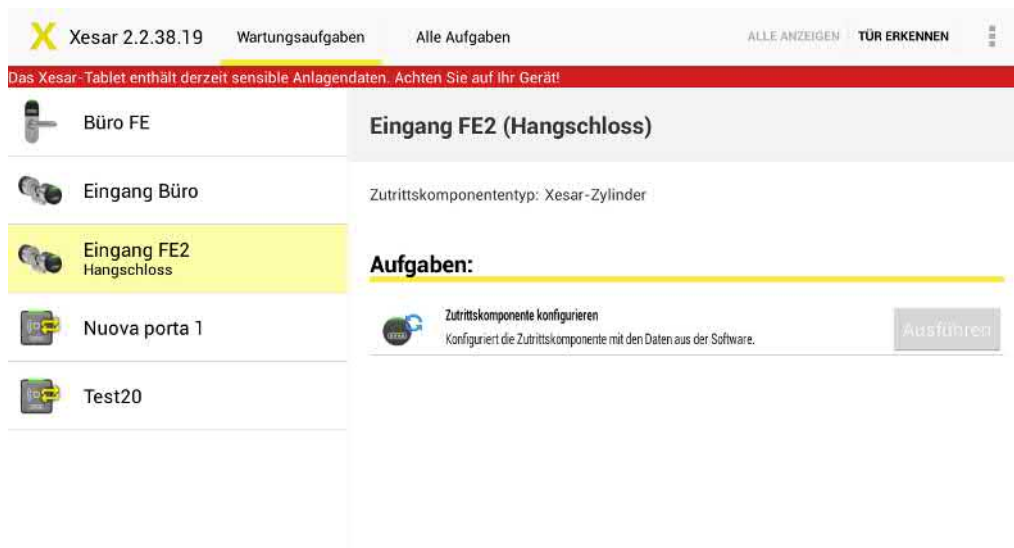 X Xesar 2.2.38.19 Wartungsaufgaben Alle Aufgaben ALLE ANZEIGEN TÜR ERKENNEN
Das Xesar-Tablet enthält derzeit sensible Anlagendaten. Achten Sie auf Ihr Gerät!
Büro FE
Eingang Büro
Eingang FE2
Hangschloss
Nuova porta 1
Test20
Eingang FE2 (Hangschloss)
Zutrittskomponententyp: Xesar-Zylinder
Aufgaben:
Zutrittskomponente konfigurieren
Konfiguriert die Zutrittskomponente mit den Daten aus der Software.
Ausführen